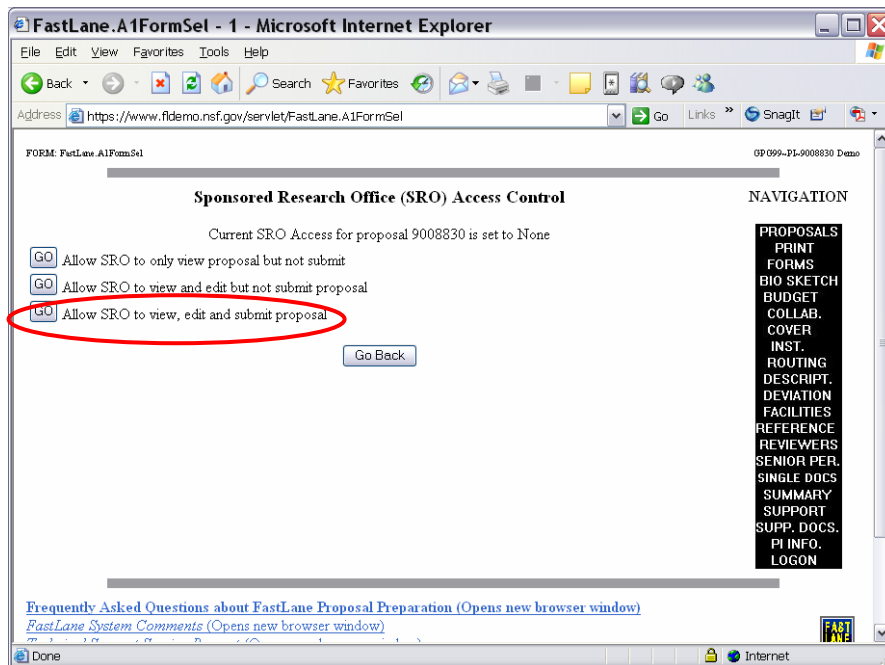 FastLane.A1FormSel - 1 - Microsoft Internet Explorer
File Edit View Favorites Tools Help
Back Search Favorites
Address https://www.fldemo.nsf.gov/servlet/FastLane.A1FormSel Go Links » SnagIt
FORM: FastLane.A1FormSel GPG99-PI-9008830 Demo
Sponsored Research Office (SRO) Access Control
Current SRO Access for proposal 9008830 is set to None
GO Allow SRO to only view proposal but not submit
GO Allow SRO to view and edit but not submit proposal
GO Allow SRO to view, edit and submit proposal
Go Back
NAVIGATION
PROPOSALS
PRINT
FORMS
BIO SKETCH
BUDGET
COLLAB.
COVER
INST.
ROUTING
DESCRIPT.
DEVIATION
FACILITIES
REFERENCE
REVIEWERS
SENIOR PER.
SINGLE DOCS
SUMMARY
SUPPORT
SUPP. DOCS.
PI INFO.
LOGON
Frequently Asked Questions about FastLane Proposal Preparation (Opens new browser window)
FastLane System Comments (Opens new browser window)
FAST
LANE
Done Internet